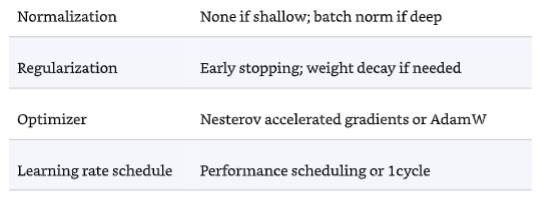 Normalization None if shallow; batch norm if deep
Regularization Early stopping; weight decay if needed
Optimizer Nesterov accelerated gradients or AdamW
Learning rate schedule Performance scheduling or 1cycle